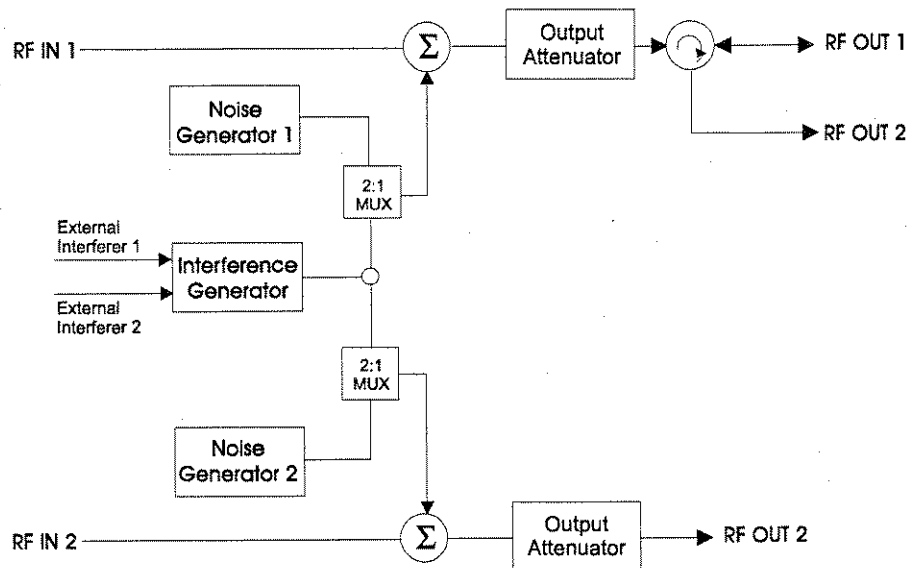 RF IN 1
Σ
Output
Attenuator
RF OUT 1
RF OUT 2
Noise
Generator 1
2:1
MUX
External
Interferer 1
Interference
Generator
External
Interferer 2
2:1
MUX
Noise
Generator 2
RF IN 2
Σ
Output
Attenuator
RF OUT 2